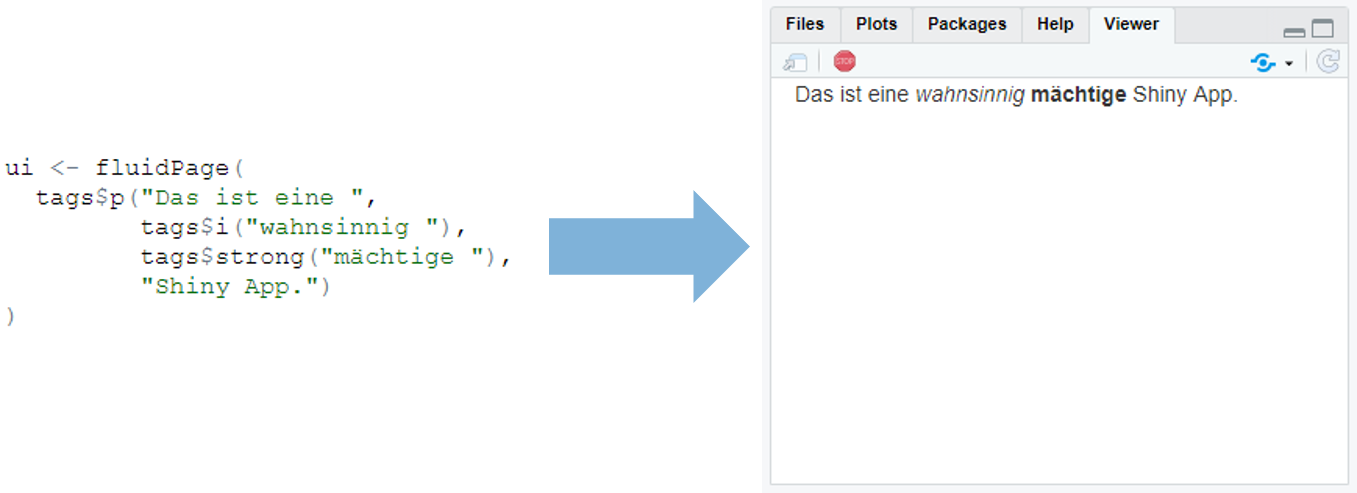 ui <- fluidPage(
  tags$p("Das ist eine ",
         tags$i("wahnsinnig "),
         tags$strong("mächtige "),
         "Shiny App.")
)
Files Plots Packages Help Viewer
STOP
Das ist eine wahnsinnig mächtige Shiny App.